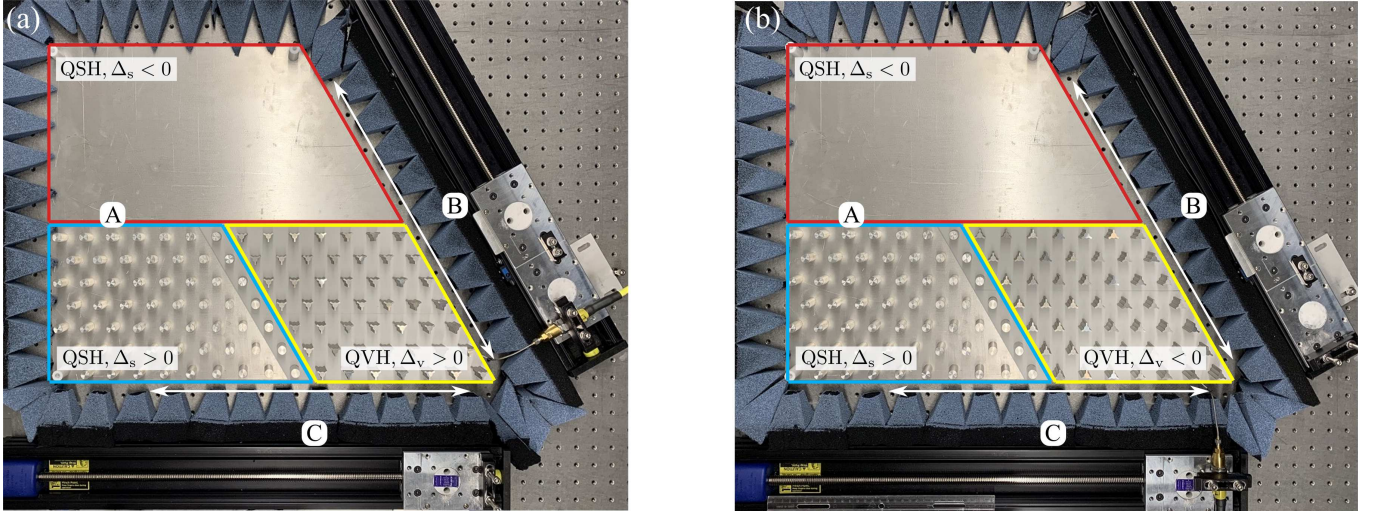 (a)
QSH, Δₛ < 0
A
B
QSH, Δₛ > 0
QVH, Δᵥ > 0
C
(b)
QSH, Δₛ < 0
A
B
QSH, Δₛ > 0
QVH, Δᵥ < 0
C